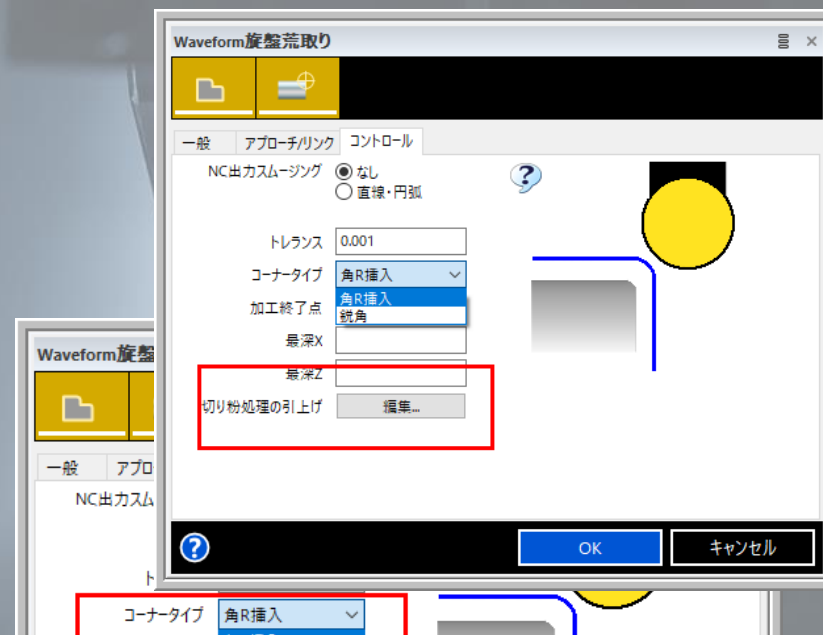 Waveform旋盤荒取り
一般 アプローチ/リンク コントロール
NC出力スムージング なし
直線・円弧
トレランス 0.001
コーナータイプ 角R挿入
角R挿入
加工終了点 鋭角
最深X
最深Z
切り粉処理の引上げ 編集...
OK キャンセル
Waveform旋盤
一般 アプロ
NC出力スム
ト
コーナータイプ 角R挿入